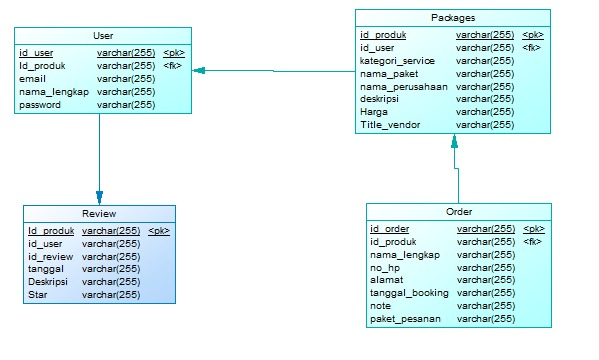 User
id_user varchar(255) <pk>
Id_produk varchar(255) <fk>
email varchar(255)
nama_lengkap varchar(255)
password varchar(255)
Packages
id_produk varchar(255) <pk>
id_user varchar(255) <fk>
kategori_service varchar(255)
nama_paket varchar(255)
nama_perusahaan varchar(255)
deskripsi varchar(255)
Harga varchar(255)
Title_vendor varchar(255)
Review
Id_produk varchar(255) <pk>
id_user varchar(255)
id_review varchar(255)
tanggal varchar(255)
Deskripsi varchar(255)
Star varchar(255)
Order
id_order varchar(255) <pk>
id_produk varchar(255) <fk>
nama_lengkap varchar(255)
no_hp varchar(255)
alamat varchar(255)
tanggal_booking varchar(255)
note varchar(255)
paket_pesanan varchar(255)